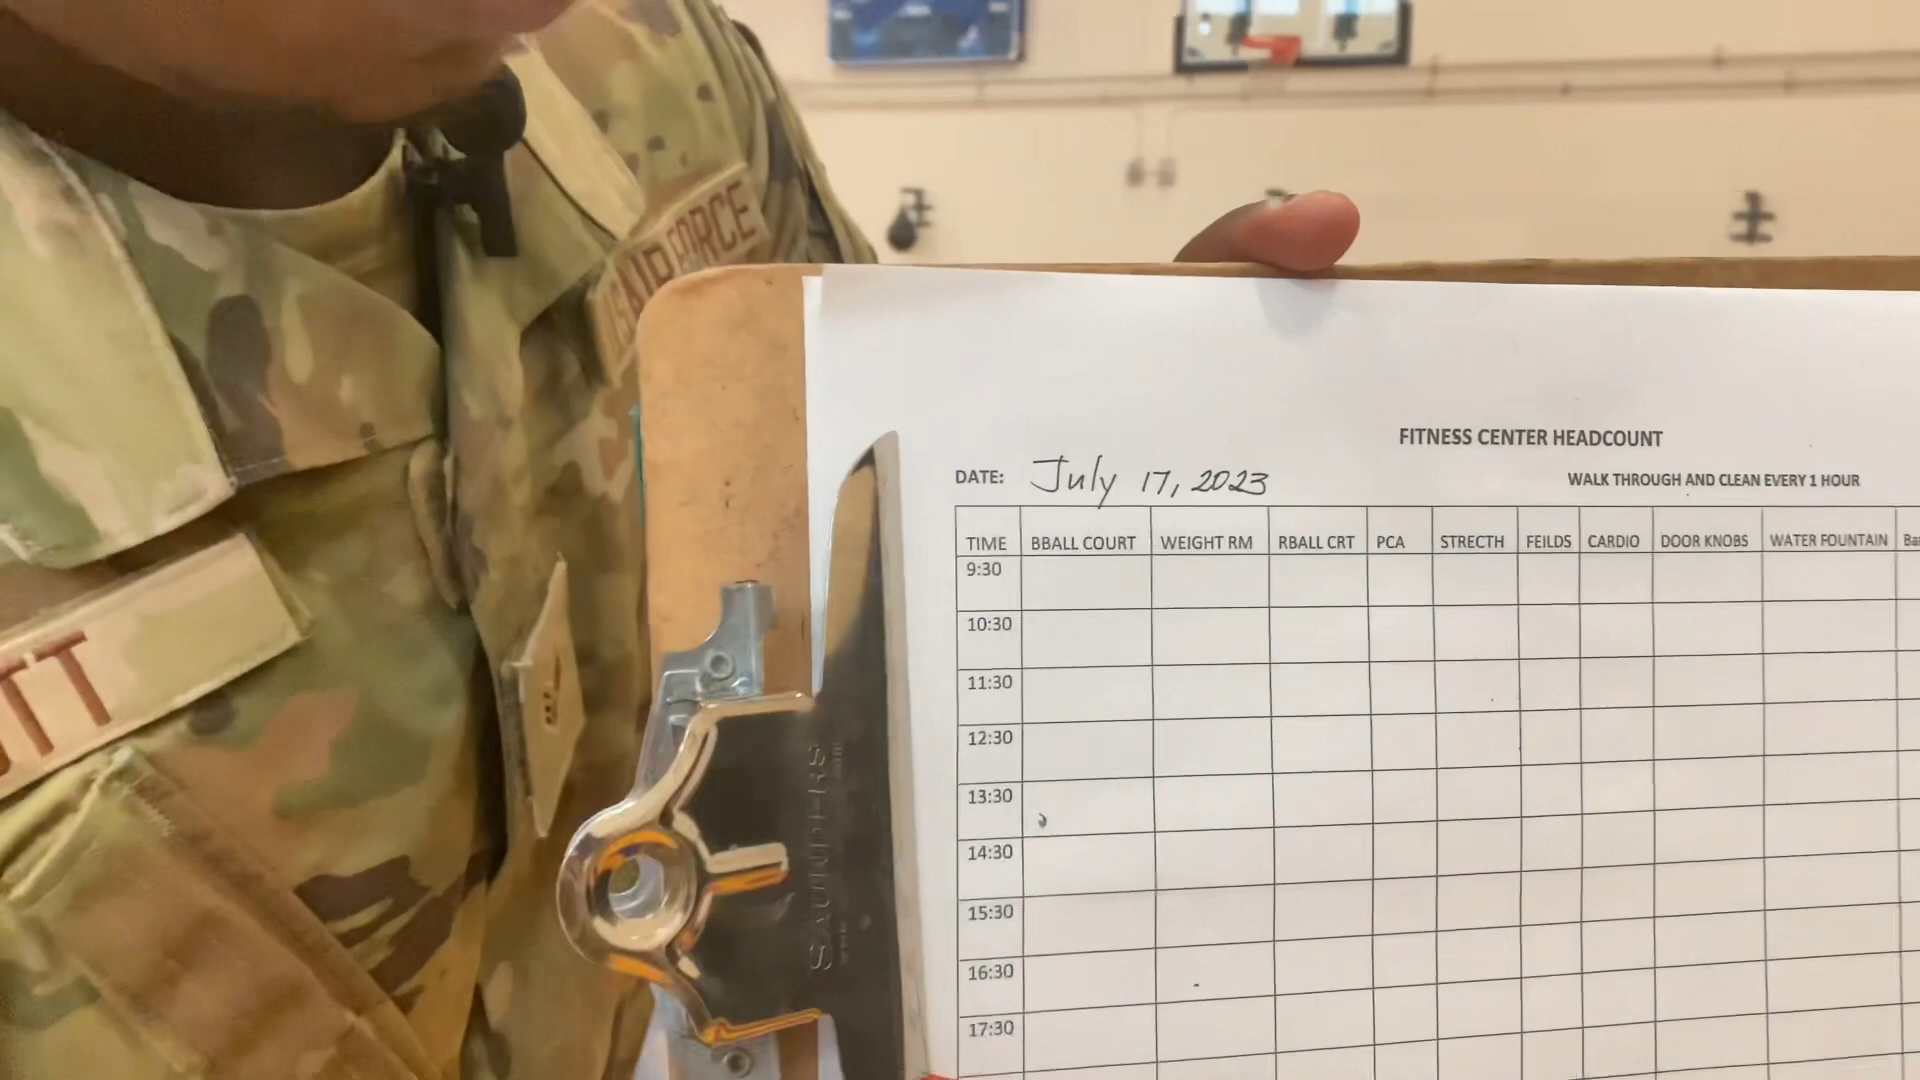 U.S. AIR FORCE
TT
SAUNDERS
FITNESS CENTER HEADCOUNT
DATE: July 17, 2023
WALK THROUGH AND CLEAN EVERY 1 HOUR
TIME BBALL COURT WEIGHT RM RBALL CRT PCA STRECTH FEILDS CARDIO DOOR KNOBS WATER FOUNTAIN
9:30
10:30
11:30
12:30
13:30
14:30
15:30
16:30
17:30